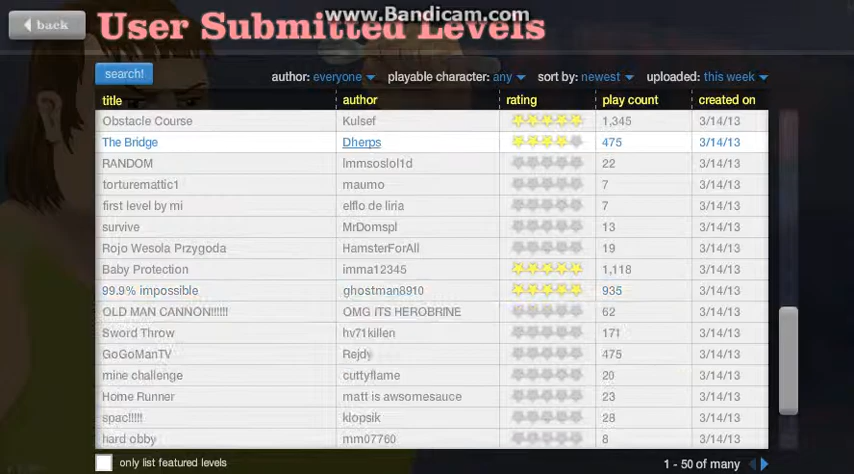 www.Bandicam.com
back
User Submitted Levels
search!
author: everyone playable character: any sort by: newest uploaded: this week
title author rating play count created on
Obstacle Course Kulsef 1,345 3/14/13
The Bridge Dherps 475 3/14/13
RANDOM lmmsoslol1d 22 3/14/13
torturemattic1 maumo 7 3/14/13
first level by mi elflo de liria 7 3/14/13
survive MrDomspl 13 3/14/13
Rojo Wesola Przygoda HamsterForAll 19 3/14/13
Baby Protection imma12345 1,118 3/14/13
99.9% impossible ghostman8910 935 3/14/13
OLD MAN CANNON!!!!!! OMG ITS HEROBRINE 62 3/14/13
Sword Throw hv71killen 171 3/14/13
GoGoManTV Rejdy 475 3/14/13
mine challenge cuttyflame 20 3/14/13
Home Runner matt is awsomesauce 23 3/14/13
spac!!!!! klopsik 28 3/14/13
hard obby mm07760 8 3/14/13
only list featured levels 1 - 50 of many